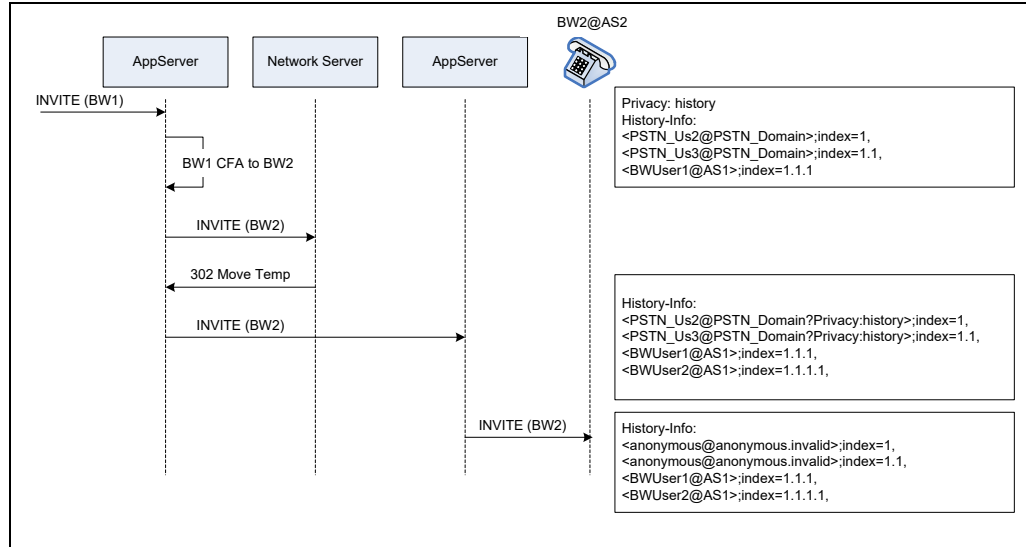 BW2@AS2
AppServer
Network Server
AppServer
INVITE (BW1)
Privacy: history
History-Info:
<PSTN_Us2@PSTN_Domain>;index=1,
<PSTN_Us3@PSTN_Domain>;index=1.1,
<BWUser1@AS1>;index=1.1.1
BW1 CFA to BW2
INVITE (BW2)
302 Move Temp
INVITE (BW2)
History-Info:
<PSTN_Us2@PSTN_Domain?Privacy:history>;index=1,
<PSTN_Us3@PSTN_Domain?Privacy:history>;index=1.1,
<BWUser1@AS1>;index=1.1.1,
<BWUser2@AS1>;index=1.1.1.1,
INVITE (BW2)
History-Info:
<anonymous@anonymous.invalid>;index=1,
<anonymous@anonymous.invalid>;index=1.1,
<BWUser1@AS1>;index=1.1.1,
<BWUser2@AS1>;index=1.1.1.1,